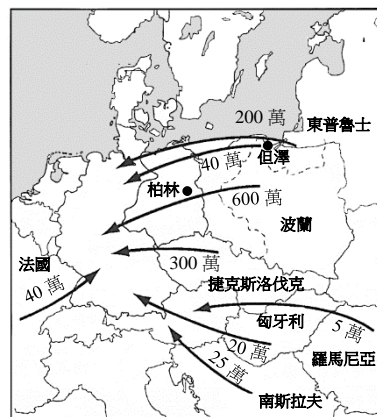 200 萬
東普魯士
40 萬
但澤
柏林
600 萬
波蘭
法國
300 萬
捷克斯洛伐克
40 萬
匈牙利
5 萬
20 萬
羅馬尼亞
25 萬
南斯拉夫